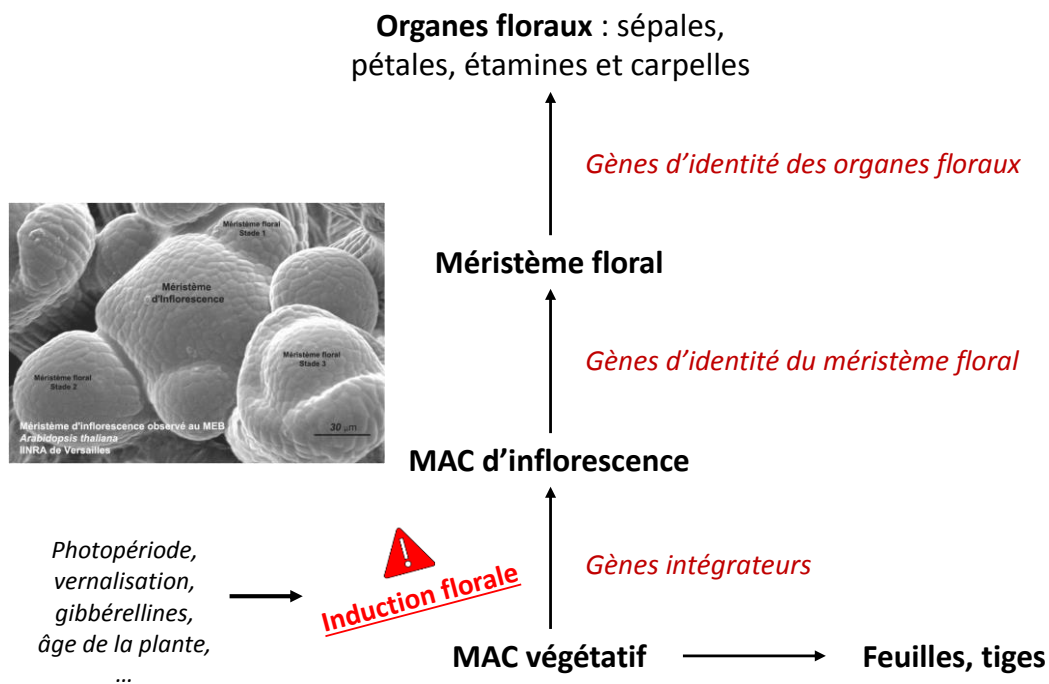 Organes floraux : sépales,
pétales, étamines et carpelles
Gènes d'identité des organes floraux
Méristème floral
Stade 1
Méristème
d'Inflorescence
Méristème floral
Méristème floral
Stade 3
Méristème floral
Stade 2
Gènes d'identité du méristème floral
Méristème d'inflorescence observé au MEB
Arabidopsis thaliana
IINRA de Versailles
30 µm
MAC d'inflorescence
Photopériode,
vernalisation,
gibbérellines,
âge de la plante,
...
Induction florale
Gènes intégrateurs
MAC végétatif
Feuilles, tiges